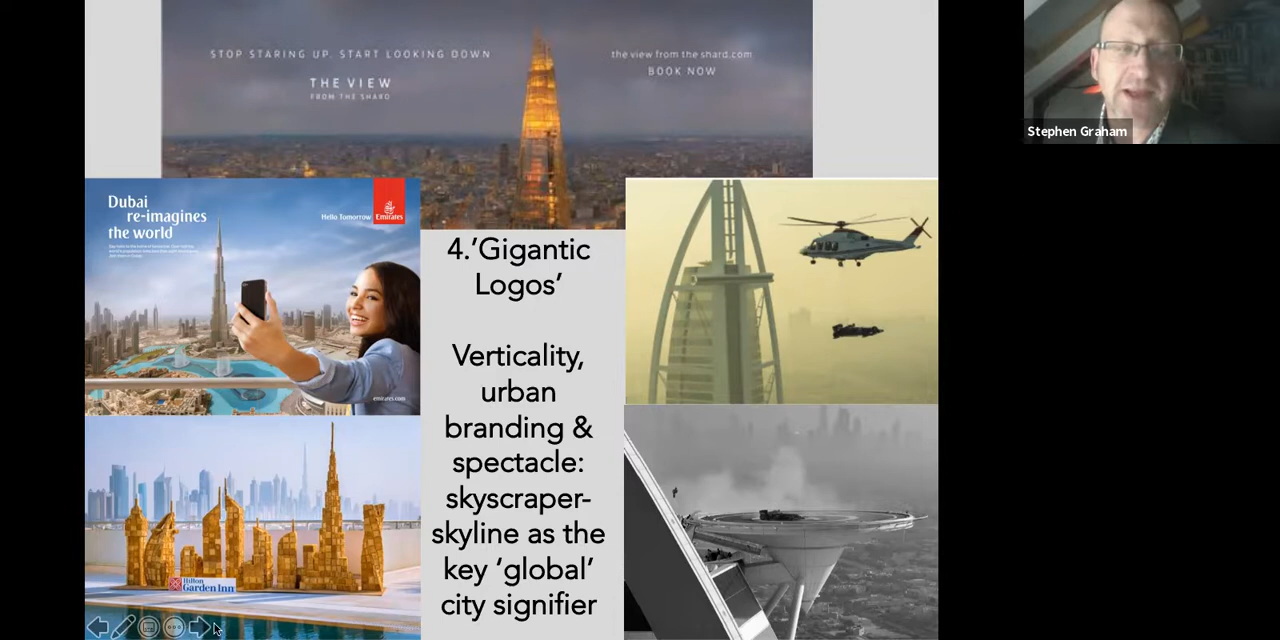 STOP STARING UP. START LOOKING DOWN
THE VIEW
FROM THE SHARD
the view from the shard.com
BOOK NOW
Stephen Graham
Dubai
re-imagines
the world
Hello Tomorrow
Emirates
emirates.com
4.'Gigantic
Logos'
Verticality,
urban
branding &
spectacle:
skyscraper-
skyline as the
key 'global'
city signifier
Hilton
Garden Inn